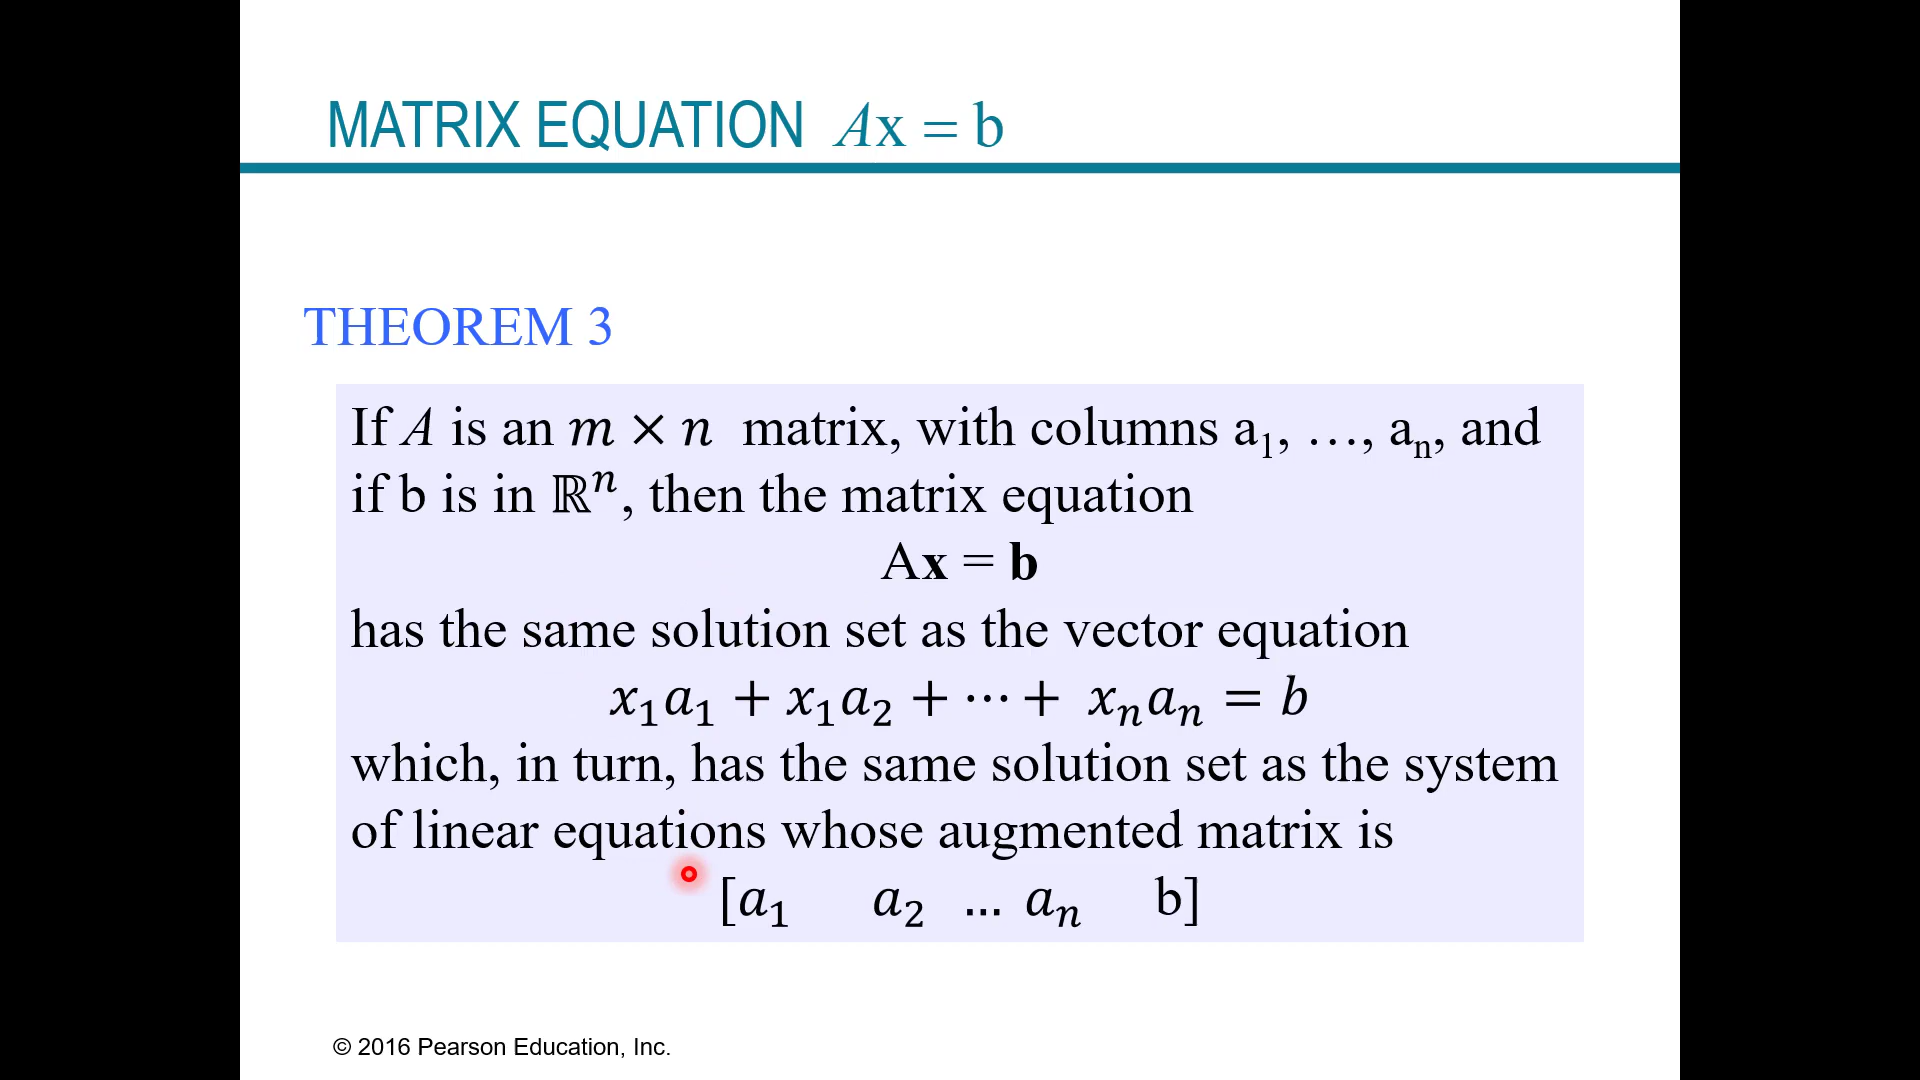 MATRIX EQUATION Ax = b
THEOREM 3
If A is an m × n matrix, with columns a₁, …, aₙ, and
if b is in ℝⁿ, then the matrix equation
Ax = b
has the same solution set as the vector equation
x₁a₁ + x₁a₂ + ⋯ + xₙaₙ = b
which, in turn, has the same solution set as the system
of linear equations whose augmented matrix is
[a₁ a₂ … aₙ b]
© 2016 Pearson Education, Inc.